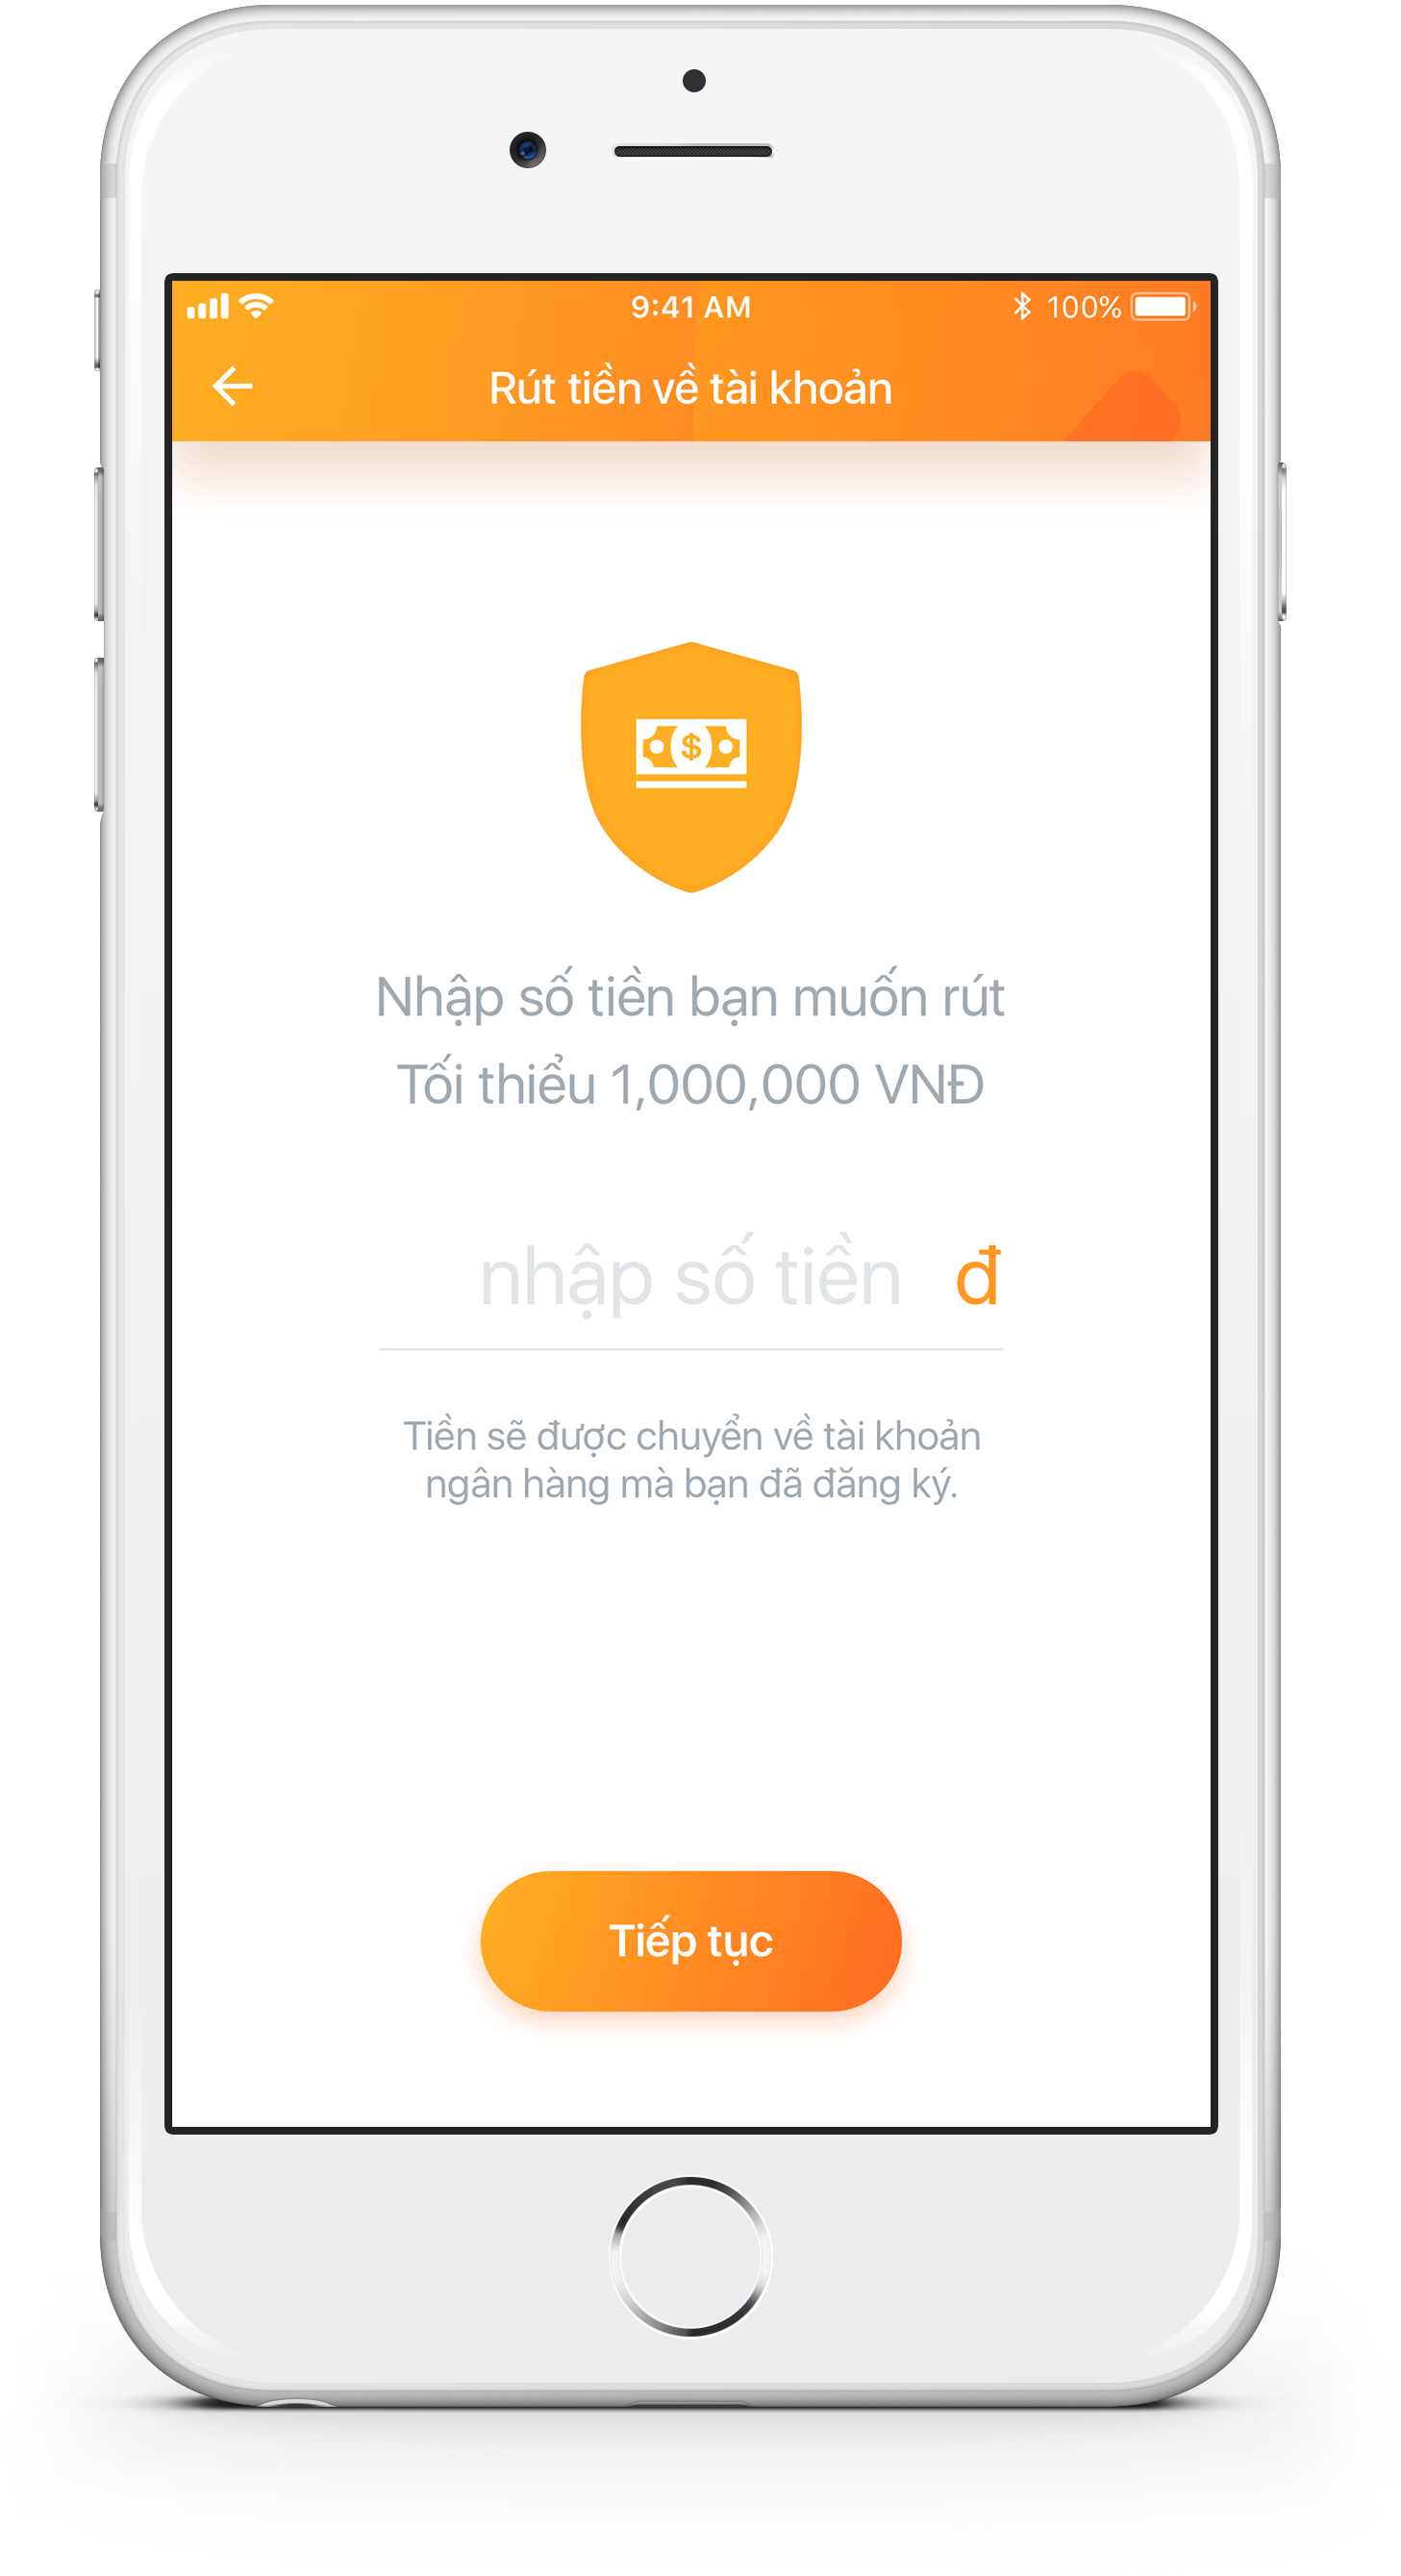 9:41 AM
100%
Rút tiền về tài khoản
$
Nhập số tiền bạn muốn rút
Tối thiểu 1,000,000 VNĐ
nhập số tiền đ
Tiền sẽ được chuyển về tài khoản
ngân hàng mà bạn đã đăng ký.
Tiếp tục